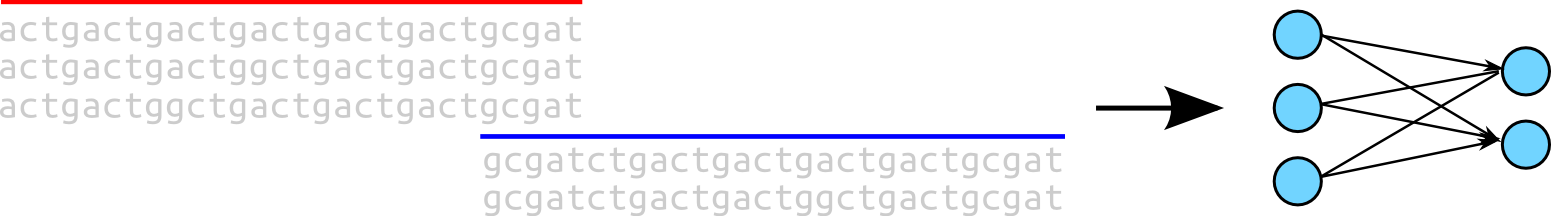 actgactgactgactgactgactgcgat
actgactgactggctgactgactgcgat
actgactggctgactgactgactgcgat
gcgatctgactgactgactgactgcgat
gcgatctgactgactggctgactgcgat